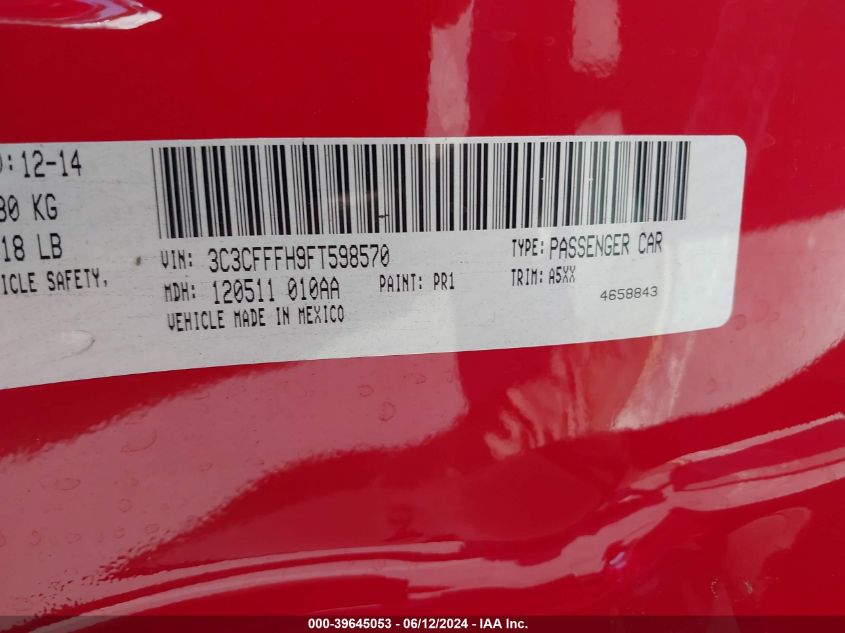 : 12-14
80 KG
18 LB
ICLE SAFETY,
VIN: 3C3CFFFH9FT598570
TYPE: PASSENGER CAR
MDH: 120511 010AA
PAINT: PR1
TRIM: A5XX
VEHICLE MADE IN MEXICO
4658843
000-39645053 - 06/12/2024 - IAA Inc.